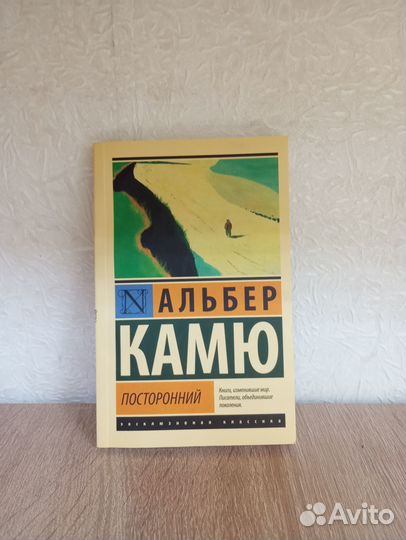 N АЛЬБЕР
КАМЮ
ПОСТОРОННИЙ
Книги, изменившие мир.
Писатели, объединившие
поколения.
эксклюзивная классика
Avito